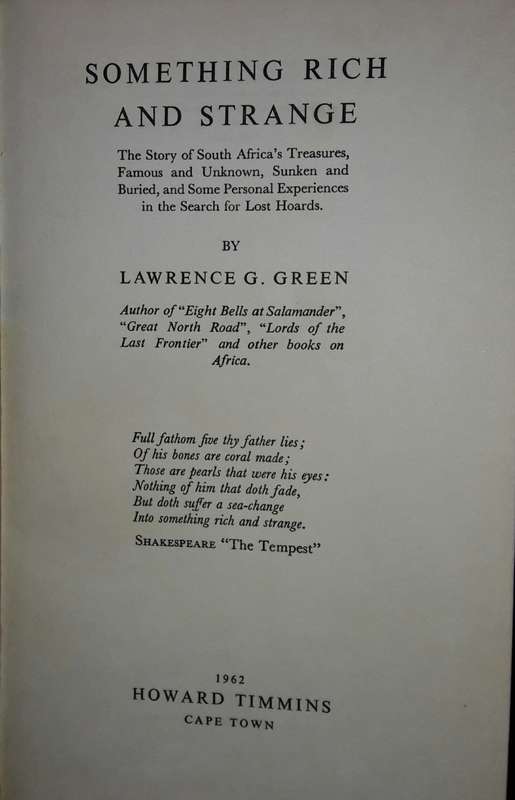 SOMETHING RICH
AND STRANGE
The Story of South Africa's Treasures,
Famous and Unknown, Sunken and
Buried, and Some Personal Experiences
in the Search for Lost Hoards.
BY
LAWRENCE G. GREEN
Author of "Eight Bells at Salamander",
"Great North Road", "Lords of the
Last Frontier" and other books on
Africa.
Full fathom five thy father lies;
Of his bones are coral made;
Those are pearls that were his eyes:
Nothing of him that doth fade,
But doth suffer a sea-change
Into something rich and strange.
SHAKESPEARE "The Tempest"
1962
HOWARD TIMMINS
CAPE TOWN